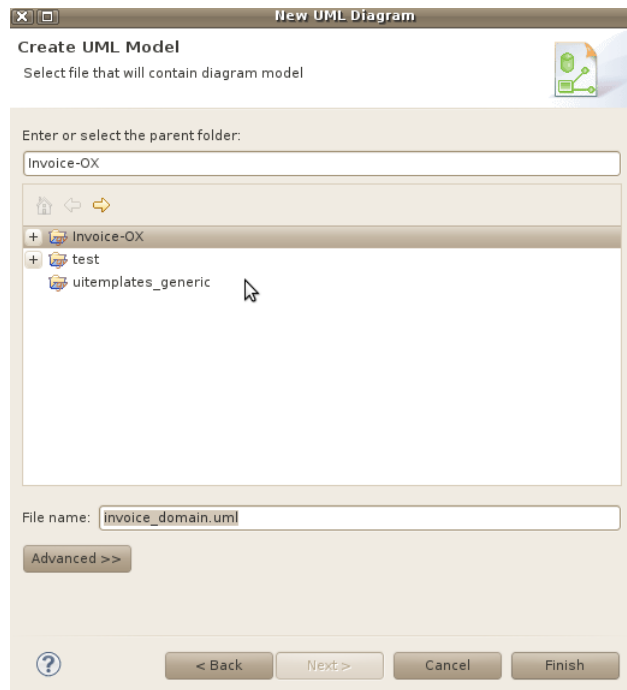 New UML Diagram
Create UML Model
Select file that will contain diagram model
Enter or select the parent folder:
Invoice-OX
Invoice-OX
test
uitemplates_generic
File name: invoice_domain.uml
Advanced >>
< Back Next > Cancel Finish